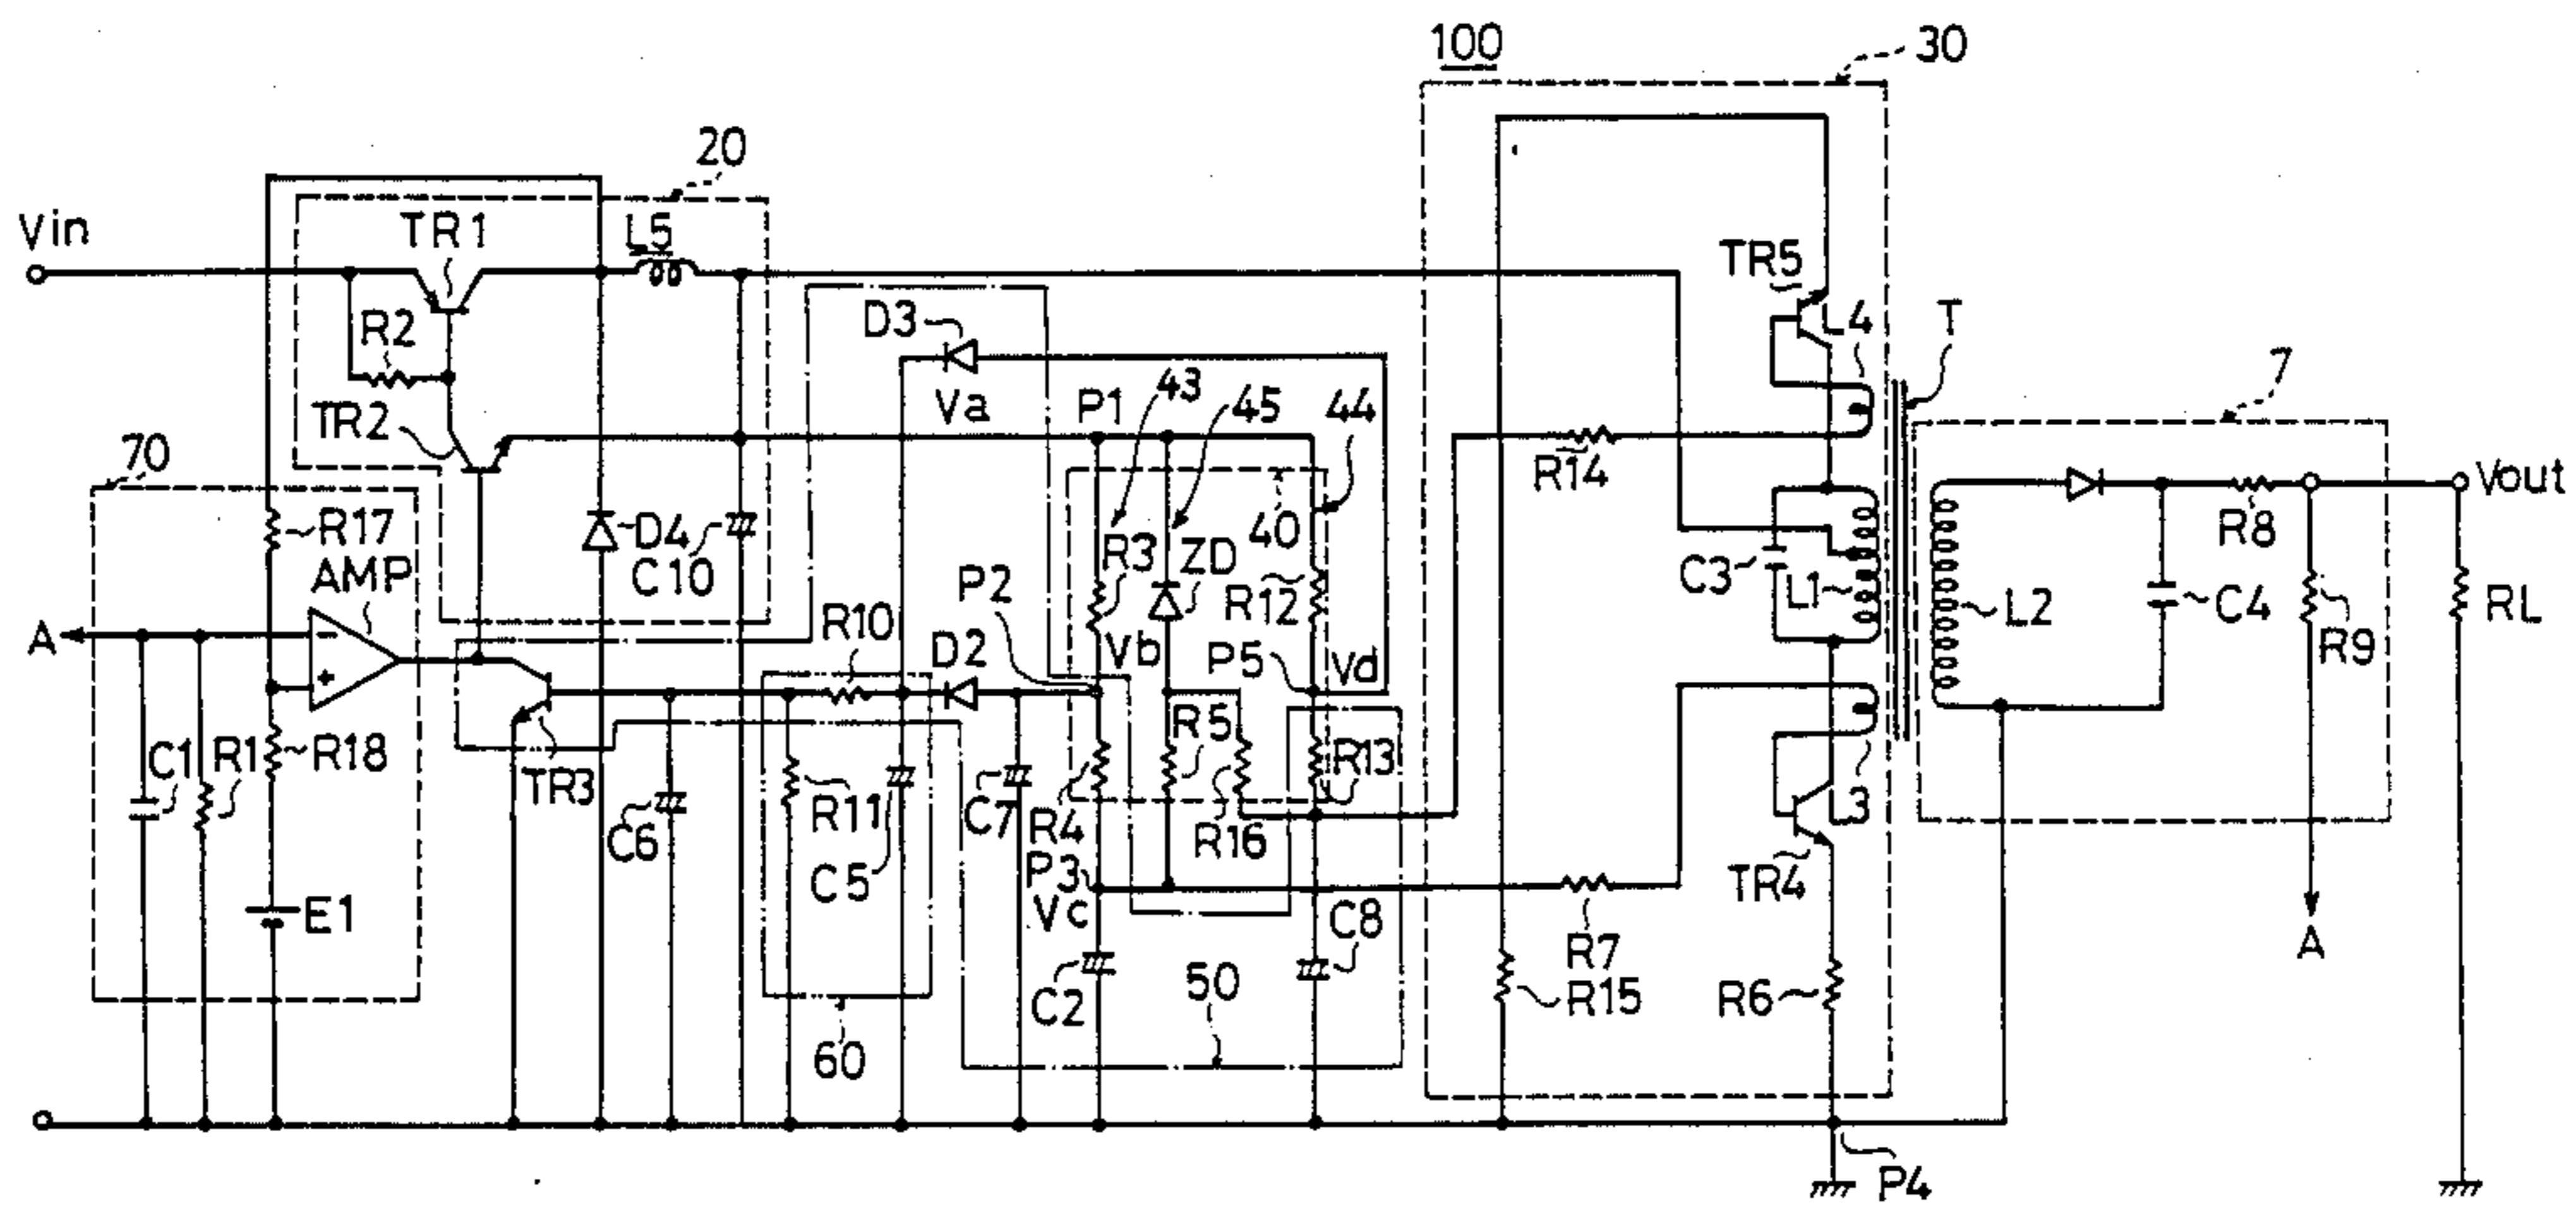 100
30
20
Vin
TR1
L5
TR5
L4
T
R2
D3
43
7
TR2
Va
P1
45
44
70
R14
Vout
R17
D4
40
R8
AMP
C10
R3
ZD
C3
L1
L2
C4
RL
P2
R12
A
R10
Vb
P5
Vd
R9
D2
C1
R1
R18
TR3
R5
R13
C6
R11
C7
R4
R16
L3
C5
P3
TR4
E1
Vc
C8
R7
A
C2
50
R15
R6
60
P4